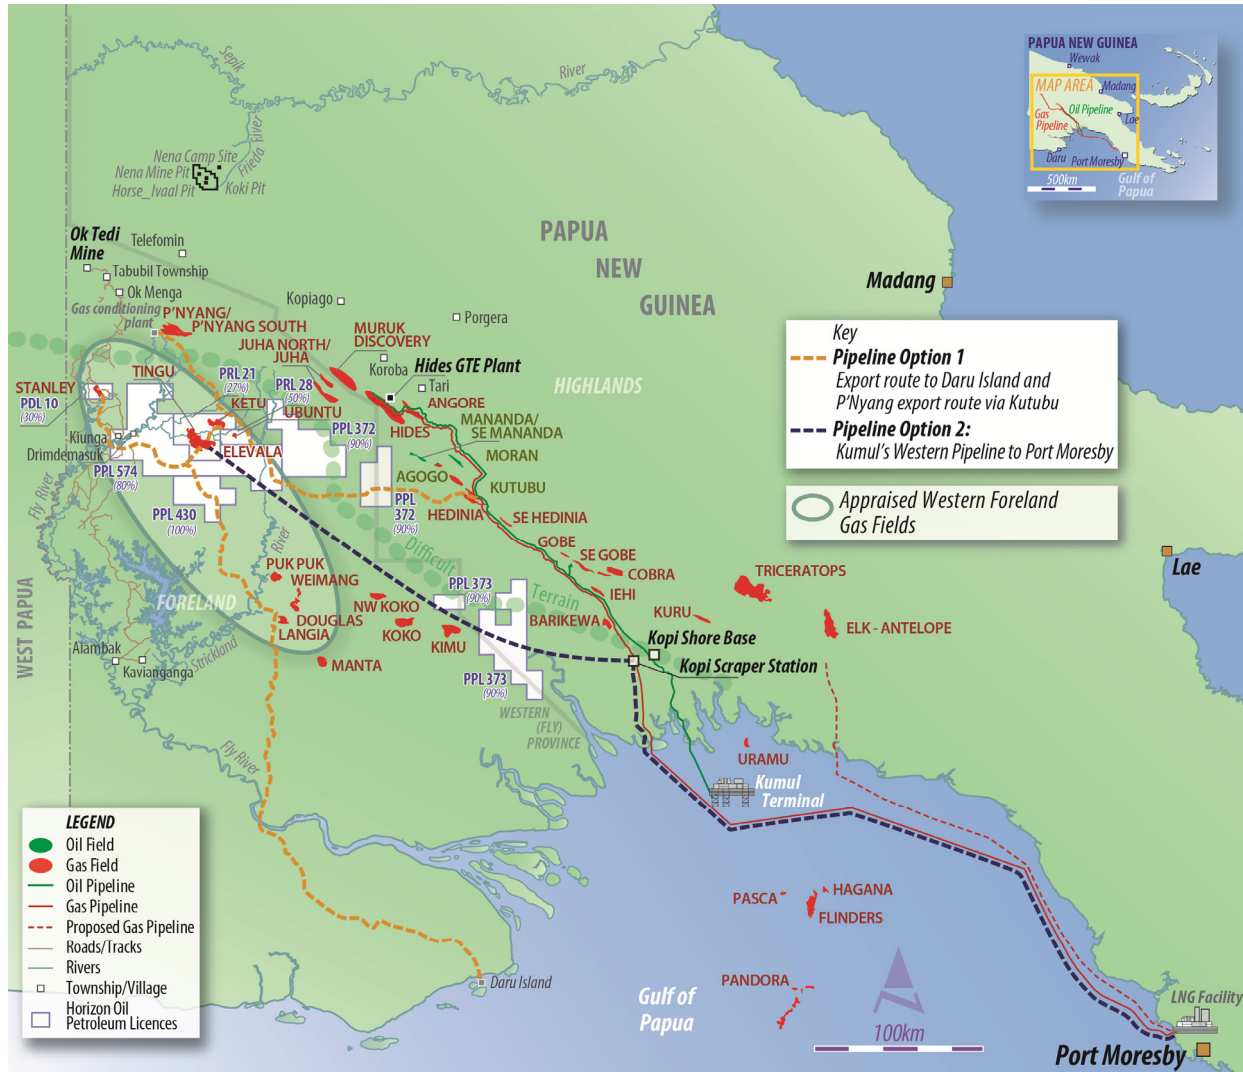 Sepik
River
Frieda River
Nena Camp Site
Nena Mine Pit
Horse_Ivaal Pit
Koki Pit
PAPUA NEW GUINEA
Wewak
MAP AREA
Madang
Oil Pipeline
Gas
Pipeline
Lae
Daru
Port Moresby
Gulf of
Papua
500km
PAPUA
NEW
GUINEA
Madang
Ok Tedi
Mine
Telefomin
Tabubil Township
Ok Menga
Gas conditioning
plant
Kopiago
Porgera
P'NYANG/
P'NYANG SOUTH
JUHA NORTH/
JUHA
MURUK
DISCOVERY
Koroba
Hides GTE Plant
Tari
HIGHLANDS
Key
Pipeline Option 1
Export route to Daru Island and
P'Nyang export route via Kutubu
Pipeline Option 2:
Kumul's Western Pipeline to Port Moresby
Appraised Western Foreland
Gas Fields
STANLEY
PDL 10
(30%)
TINGU
PRL 21
(27%)
PRL 28
(50%)
KETU
UBUNTU
ELEVALA
PPL 372
(90%)
ANGORE
HIDES
MANANDA/
SE MANANDA
MORAN
AGOGO
KUTUBU
HEDINIA
SE HEDINIA
Kiunga
Drimdemasuk
PPL 574
(80%)
PPL 430
(100%)
PPL
372
(90%)
Fly River
River
Difficult
Terrain
GOBE
SE GOBE
COBRA
IEHI
BARIKEWA
KURU
TRICERATOPS
ELK - ANTELOPE
Lae
PUK PUK
WEIMANG
DOUGLAS
LANGIA
FORELAND
NW KOKO
KOKO
KIMU
MANTA
PPL 373
(90%)
PPL 373
(90%)
Kopi Shore Base
Kopi Scraper Station
WEST PAPUA
Alambak
Kavianganga
Strickland
WESTERN
(FLY)
PROVINCE
Fly River
URAMU
Kumul
Terminal
LEGEND
Oil Field
Gas Field
Oil Pipeline
Gas Pipeline
Proposed Gas Pipeline
Roads/Tracks
Rivers
Township/Village
Horizon Oil
Petroleum Licences
PASCA
HAGANA
FLINDERS
PANDORA
Daru Island
Gulf of
Papua
100km
LNG Facility
Port Moresby